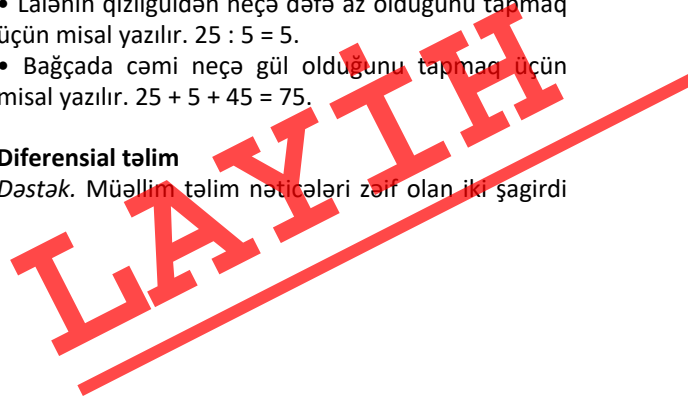 • Lalənin qızılgüldən neçə dəfə az olduğunu tapmaq
üçün misal yazılır. 25 : 5 = 5.
• Bağçada cəmi neçə gül olduğunu tapmaq üçün
misal yazılır. 25 + 5 + 45 = 75.
Diferensial təlim
Dəstək. Müəllim təlim nəticələri zəif olan iki şagirdi
LAYİH